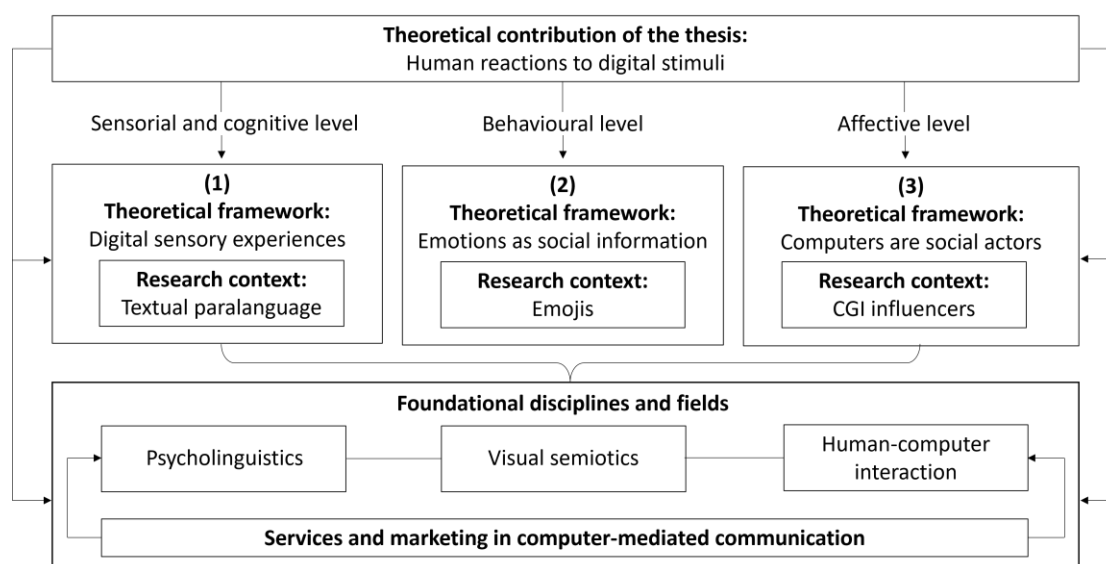 Theoretical contribution of the thesis:
Human reactions to digital stimuli
Sensorial and cognitive level
Behavioural level
Affective level
(1)
Theoretical framework:
Digital sensory experiences
Research context:
Textual paralanguage
(2)
Theoretical framework:
Emotions as social information
Research context:
Emojis
(3)
Theoretical framework:
Computers are social actors
Research context:
CGI influencers
Foundational disciplines and fields
Psycholinguistics
Visual semiotics
Human-computer
interaction
Services and marketing in computer-mediated communication